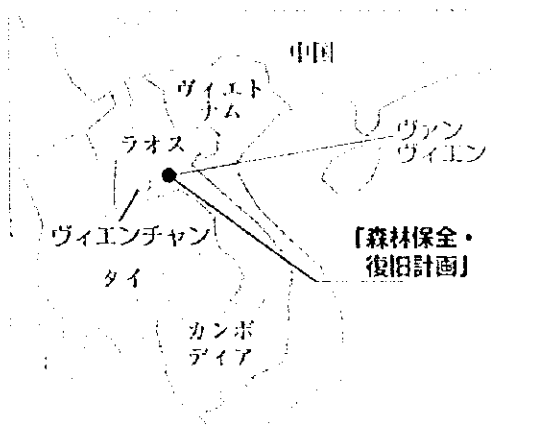 中国
ヴィエト
ナム
ラオス
ヴァン
ヴィエン
ヴィエンチャン
「森林保全・
復旧計画」
タイ
カンボ
ディア